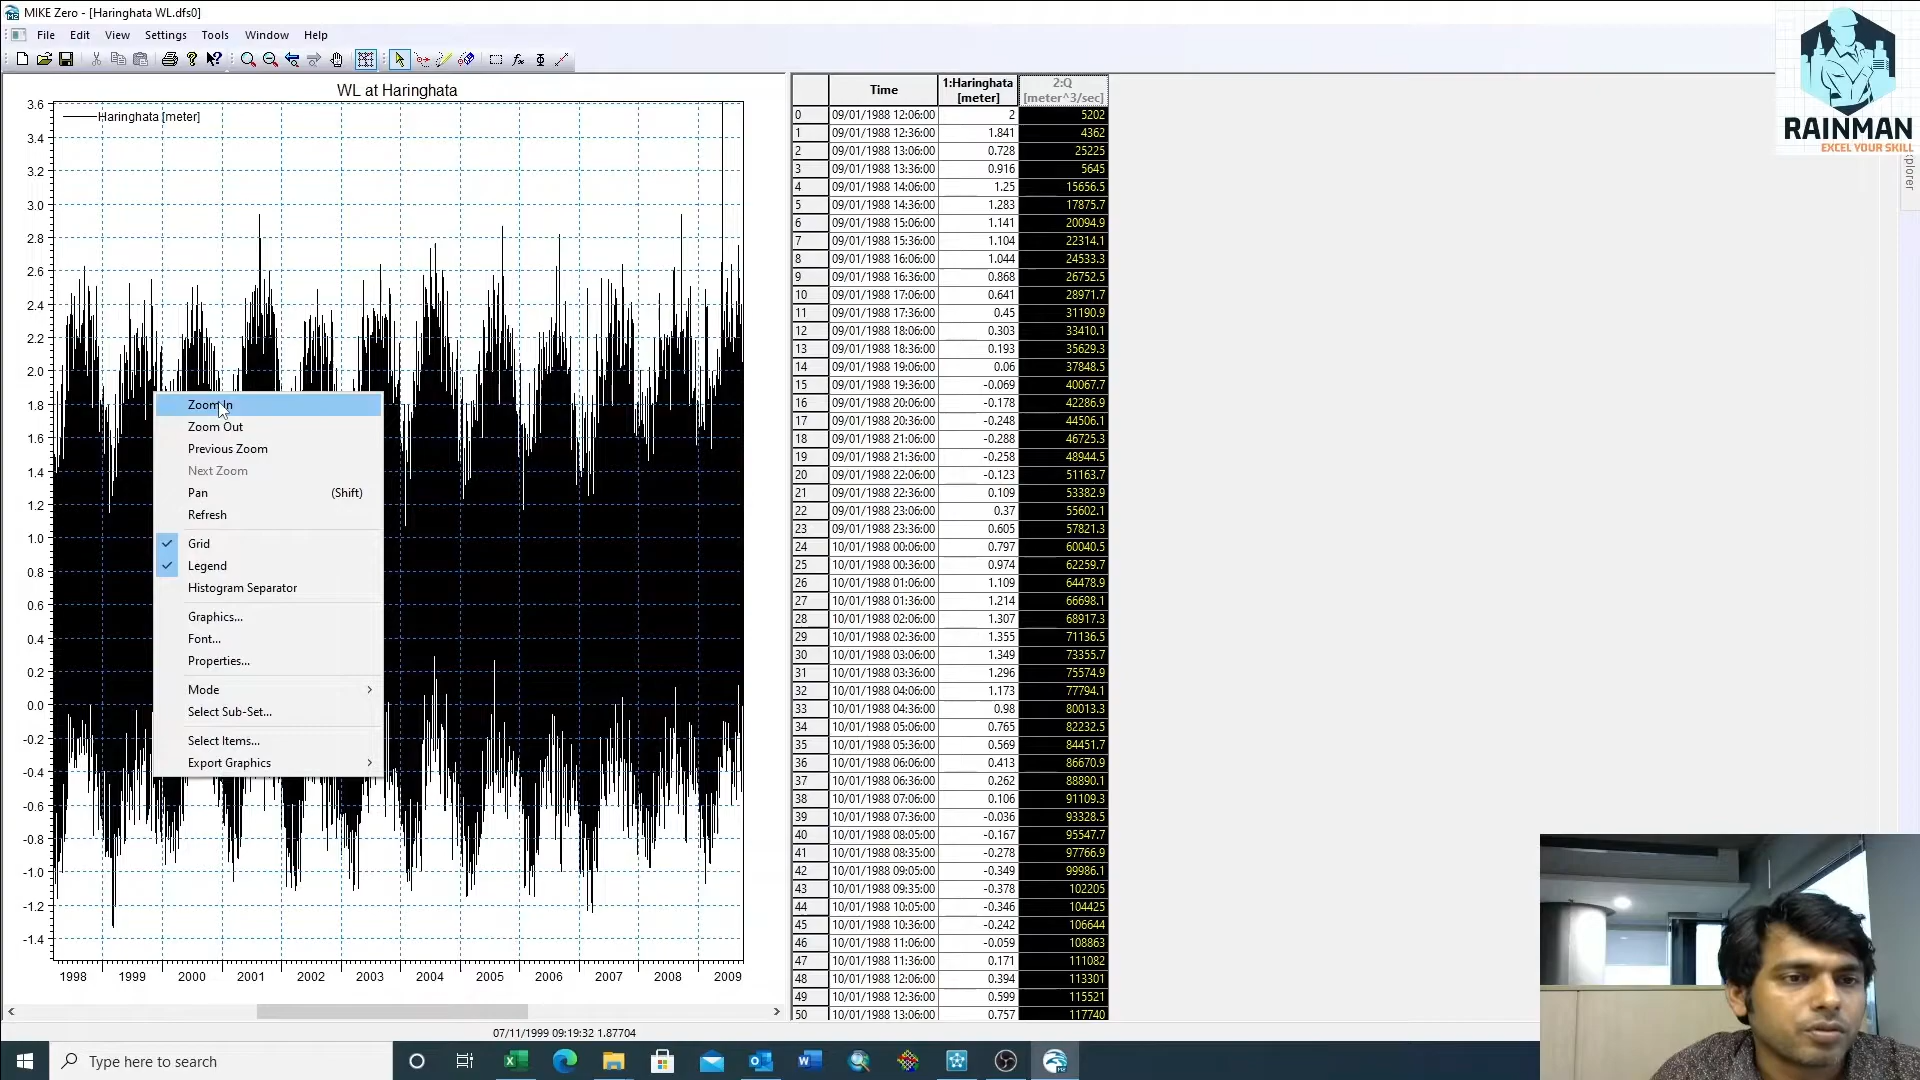 MIKE Zero - [Haringhata WL.dfs0]
File Edit View Settings Tools Window Help
WL at Haringhata
Haringhata [meter]
3.6
3.4
3.2
3.0
2.8
2.6
2.4
2.2
2.0
1.8
1.6
1.4
1.2
1.0
0.8
0.6
0.4
0.2
0.0
-0.2
-0.4
-0.6
-0.8
-1.0
-1.2
-1.4
1998 1999 2000 2001 2002 2003 2004 2005 2006 2007 2008 2009
Zoom In
Zoom Out
Previous Zoom
Next Zoom
Pan (Shift)
Refresh
Grid
Legend
Histogram Separator
Graphics...
Font...
Properties...
Mode
Select Sub-Set...
Select Items...
Export Graphics
Time 1:Haringhata [meter] 2:Q [meter^3/sec]
0 09/01/1988 12:06:00 2 5202
1 09/01/1988 12:36:00 1.841 4362
2 09/01/1988 13:06:00 0.728 25225
3 09/01/1988 13:36:00 0.916 5645
4 09/01/1988 14:06:00 1.25 15656.5
5 09/01/1988 14:36:00 1.283 17875.7
6 09/01/1988 15:06:00 1.141 20094.9
7 09/01/1988 15:36:00 1.104 22314.1
8 09/01/1988 16:06:00 1.044 24533.3
9 09/01/1988 16:36:00 0.868 26752.5
10 09/01/1988 17:06:00 0.641 28971.7
11 09/01/1988 17:36:00 0.45 31190.9
12 09/01/1988 18:06:00 0.303 33410.1
13 09/01/1988 18:36:00 0.193 35629.3
14 09/01/1988 19:06:00 0.06 37848.5
15 09/01/1988 19:36:00 -0.069 40067.7
16 09/01/1988 20:06:00 -0.178 42286.9
17 09/01/1988 20:36:00 -0.248 44506.1
18 09/01/1988 21:06:00 -0.288 46725.3
19 09/01/1988 21:36:00 -0.258 48944.5
20 09/01/1988 22:06:00 -0.123 51163.7
21 09/01/1988 22:36:00 0.109 53382.9
22 09/01/1988 23:06:00 0.37 55602.1
23 09/01/1988 23:36:00 0.605 57821.3
24 10/01/1988 00:06:00 0.797 60040.5
25 10/01/1988 00:36:00 0.974 62259.7
26 10/01/1988 01:06:00 1.109 64478.9
27 10/01/1988 01:36:00 1.214 66698.1
28 10/01/1988 02:06:00 1.307 68917.3
29 10/01/1988 02:36:00 1.355 71136.5
30 10/01/1988 03:06:00 1.349 73355.7
31 10/01/1988 03:36:00 1.296 75574.9
32 10/01/1988 04:06:00 1.173 77794.1
33 10/01/1988 04:36:00 0.98 80013.3
34 10/01/1988 05:06:00 0.765 82232.5
35 10/01/1988 05:36:00 0.569 84451.7
36 10/01/1988 06:06:00 0.413 86670.9
37 10/01/1988 06:36:00 0.262 88890.1
38 10/01/1988 07:06:00 0.106 91109.3
39 10/01/1988 07:36:00 -0.036 93328.5
40 10/01/1988 08:05:00 -0.167 95547.7
41 10/01/1988 08:35:00 -0.278 97766.9
42 10/01/1988 09:05:00 -0.349 99986.1
43 10/01/1988 09:35:00 -0.378 102205
44 10/01/1988 10:05:00 -0.346 104425
45 10/01/1988 10:36:00 -0.242 106644
46 10/01/1988 11:06:00 -0.059 108863
47 10/01/1988 11:36:00 0.171 111082
48 10/01/1988 12:06:00 0.394 113301
49 10/01/1988 12:36:00 0.599 115521
50 10/01/1988 13:06:00 0.757 117740
RAINMAN
EXCEL YOUR SKILL
07/11/1999 09:19:32 1.87704
Type here to search